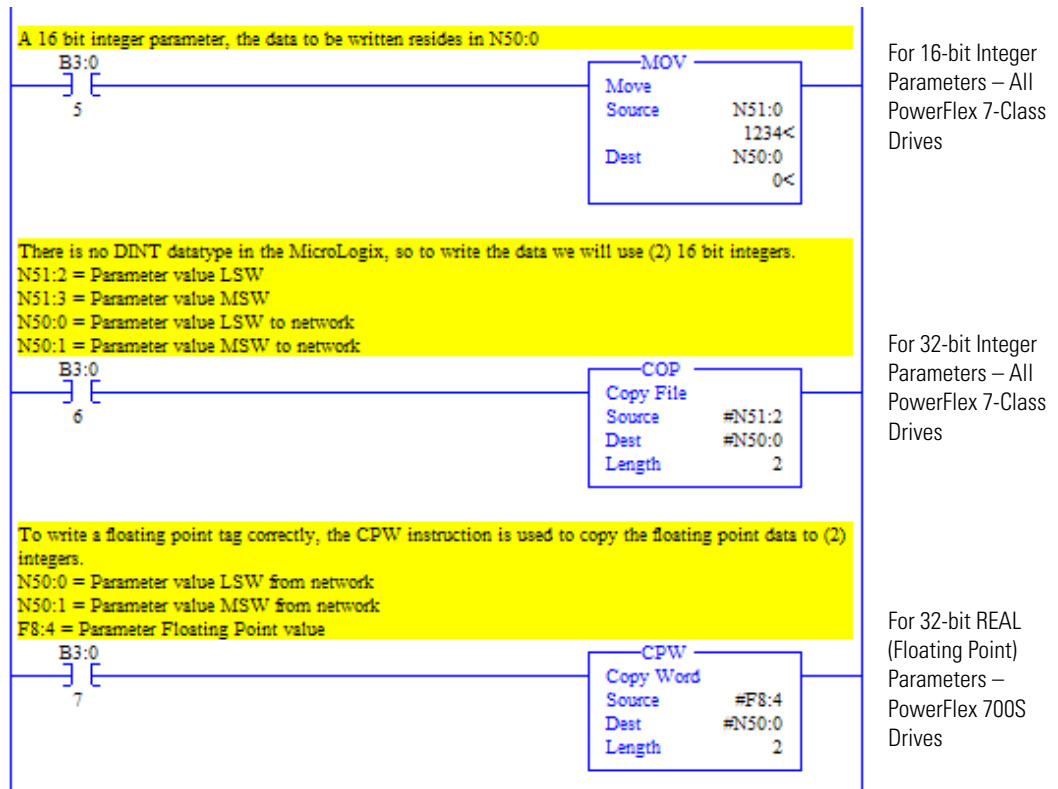 A 16 bit integer parameter, the data to be written resides in N50:0
B3:0
5
MOV
Move
Source N51:0
1234<
Dest N50:0
0<
For 16-bit Integer
Parameters – All
PowerFlex 7-Class
Drives
There is no DINT datatype in the MicroLogix, so to write the data we will use (2) 16 bit integers.
N51:2 = Parameter value LSW
N51:3 = Parameter value MSW
N50:0 = Parameter value LSW to network
N50:1 = Parameter value MSW to network
B3:0
6
COP
Copy File
Source #N51:2
Dest #N50:0
Length 2
For 32-bit Integer
Parameters – All
PowerFlex 7-Class
Drives
To write a floating point tag correctly, the CPW instruction is used to copy the floating point data to (2)
integers.
N50:0 = Parameter value LSW from network
N50:1 = Parameter value MSW from network
F8:4 = Parameter Floating Point value
B3:0
7
CPW
Copy Word
Source #F8:4
Dest #N50:0
Length 2
For 32-bit REAL
(Floating Point)
Parameters –
PowerFlex 700S
Drives